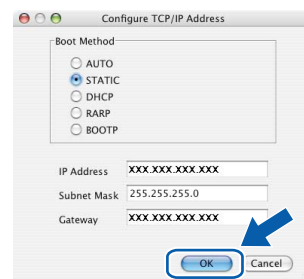 Configure TCP/IP Address
Boot Method
AUTO
STATIC
DHCP
RARP
BOOTP
IP Address XXX.XXX.XXX.XXX
Subnet Mask 255.255.255.0
Gateway XXX.XXX.XXX.XXX
OK Cancel